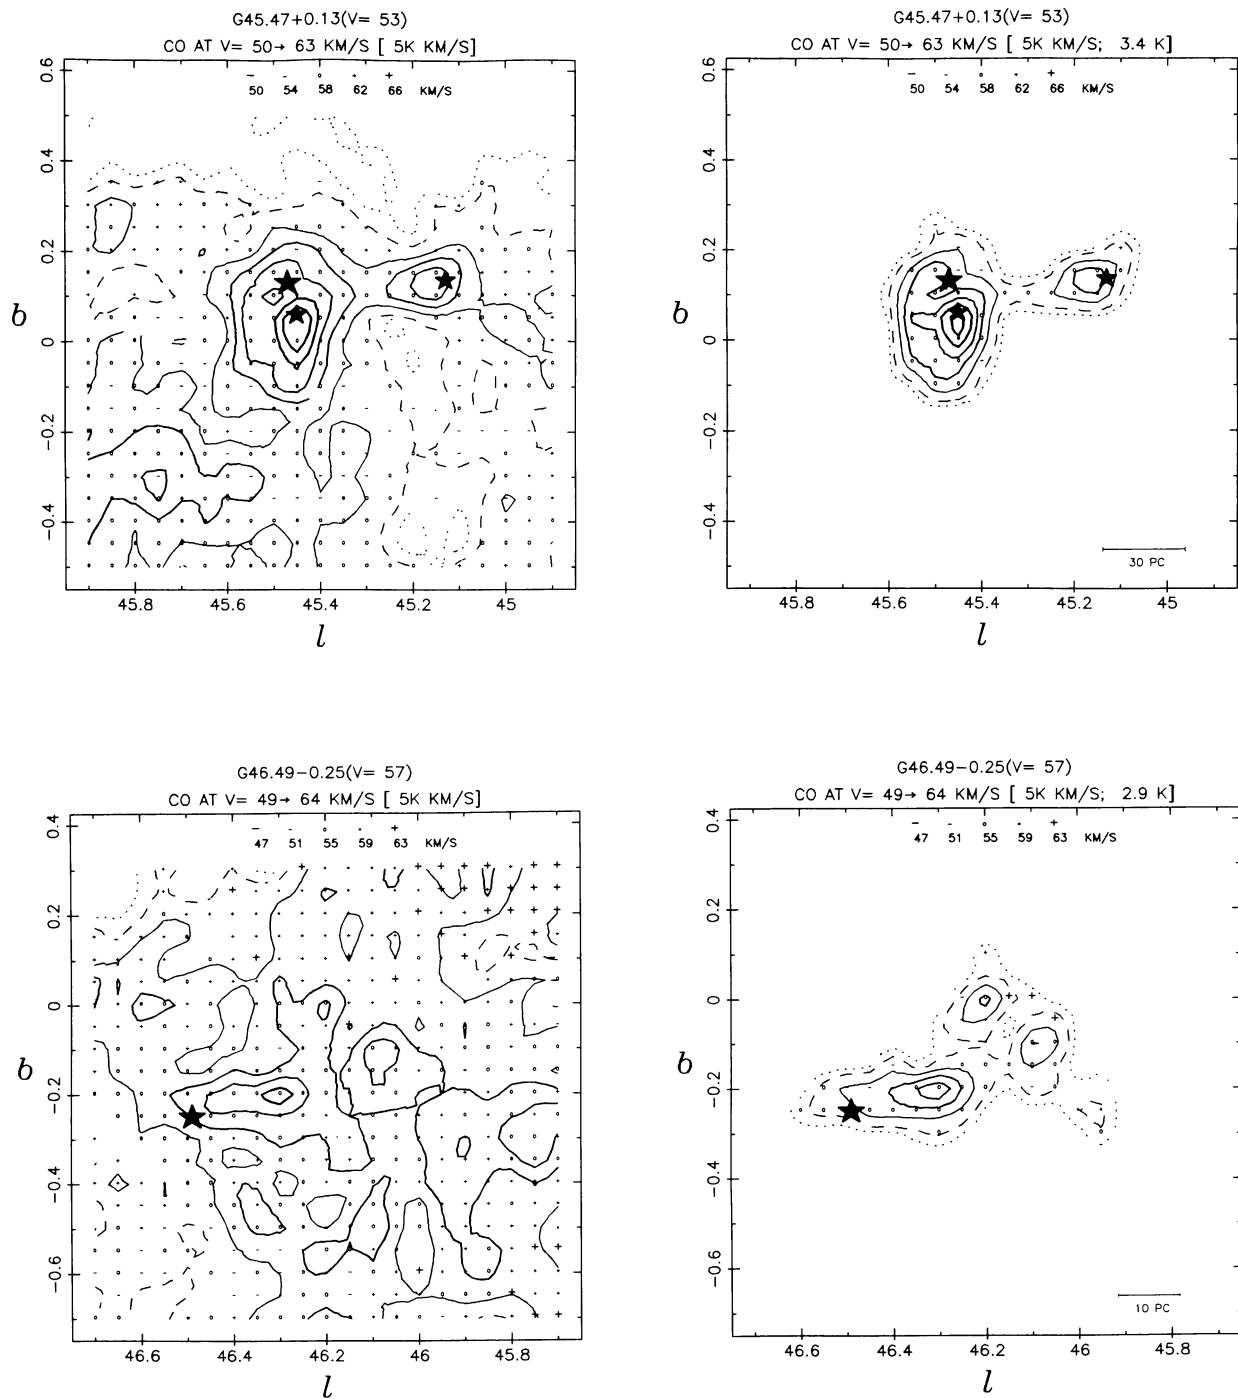 G45.47+0.13(V= 53)
CO AT V= 50→ 63 KM/S [ 5K KM/S]
50 54 58 62 66 KM/S
0.6
0.4
0.2
0
−0.2
−0.4
b
45.8 45.6 45.4 45.2 45
l
G45.47+0.13(V= 53)
CO AT V= 50→ 63 KM/S [ 5K KM/S; 3.4 K]
50 54 58 62 66 KM/S
0.6
0.4
0.2
0
−0.2
−0.4
b
30 PC
45.8 45.6 45.4 45.2 45
l
G46.49−0.25(V= 57)
CO AT V= 49→ 64 KM/S [ 5K KM/S]
47 51 55 59 63 KM/S
0.4
0.2
0
−0.2
−0.4
−0.6
b
46.6 46.4 46.2 46 45.8
l
G46.49−0.25(V= 57)
CO AT V= 49→ 64 KM/S [ 5K KM/S; 2.9 K]
47 51 55 59 63 KM/S
0.4
0.2
0
−0.2
−0.4
−0.6
b
10 PC
46.6 46.4 46.2 46 45.8
l